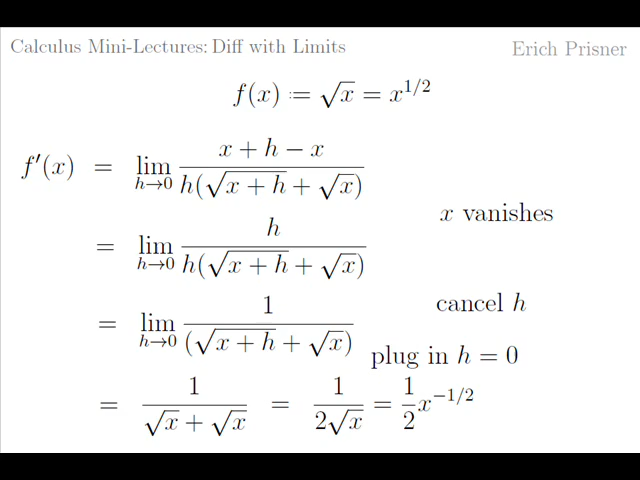 Calculus Mini-Lectures: Diff with Limits
Erich Prisner
f(x) := √x = x^{1/2}
f′(x) = lim_{h→0} (x + h − x)/(h(√(x + h) + √x))
x vanishes
= lim_{h→0} h/(h(√(x + h) + √x))
cancel h
= lim_{h→0} 1/(√(x + h) + √x)
plug in h = 0
= 1/(√x + √x) = 1/(2√x) = 1/2 x^{−1/2}